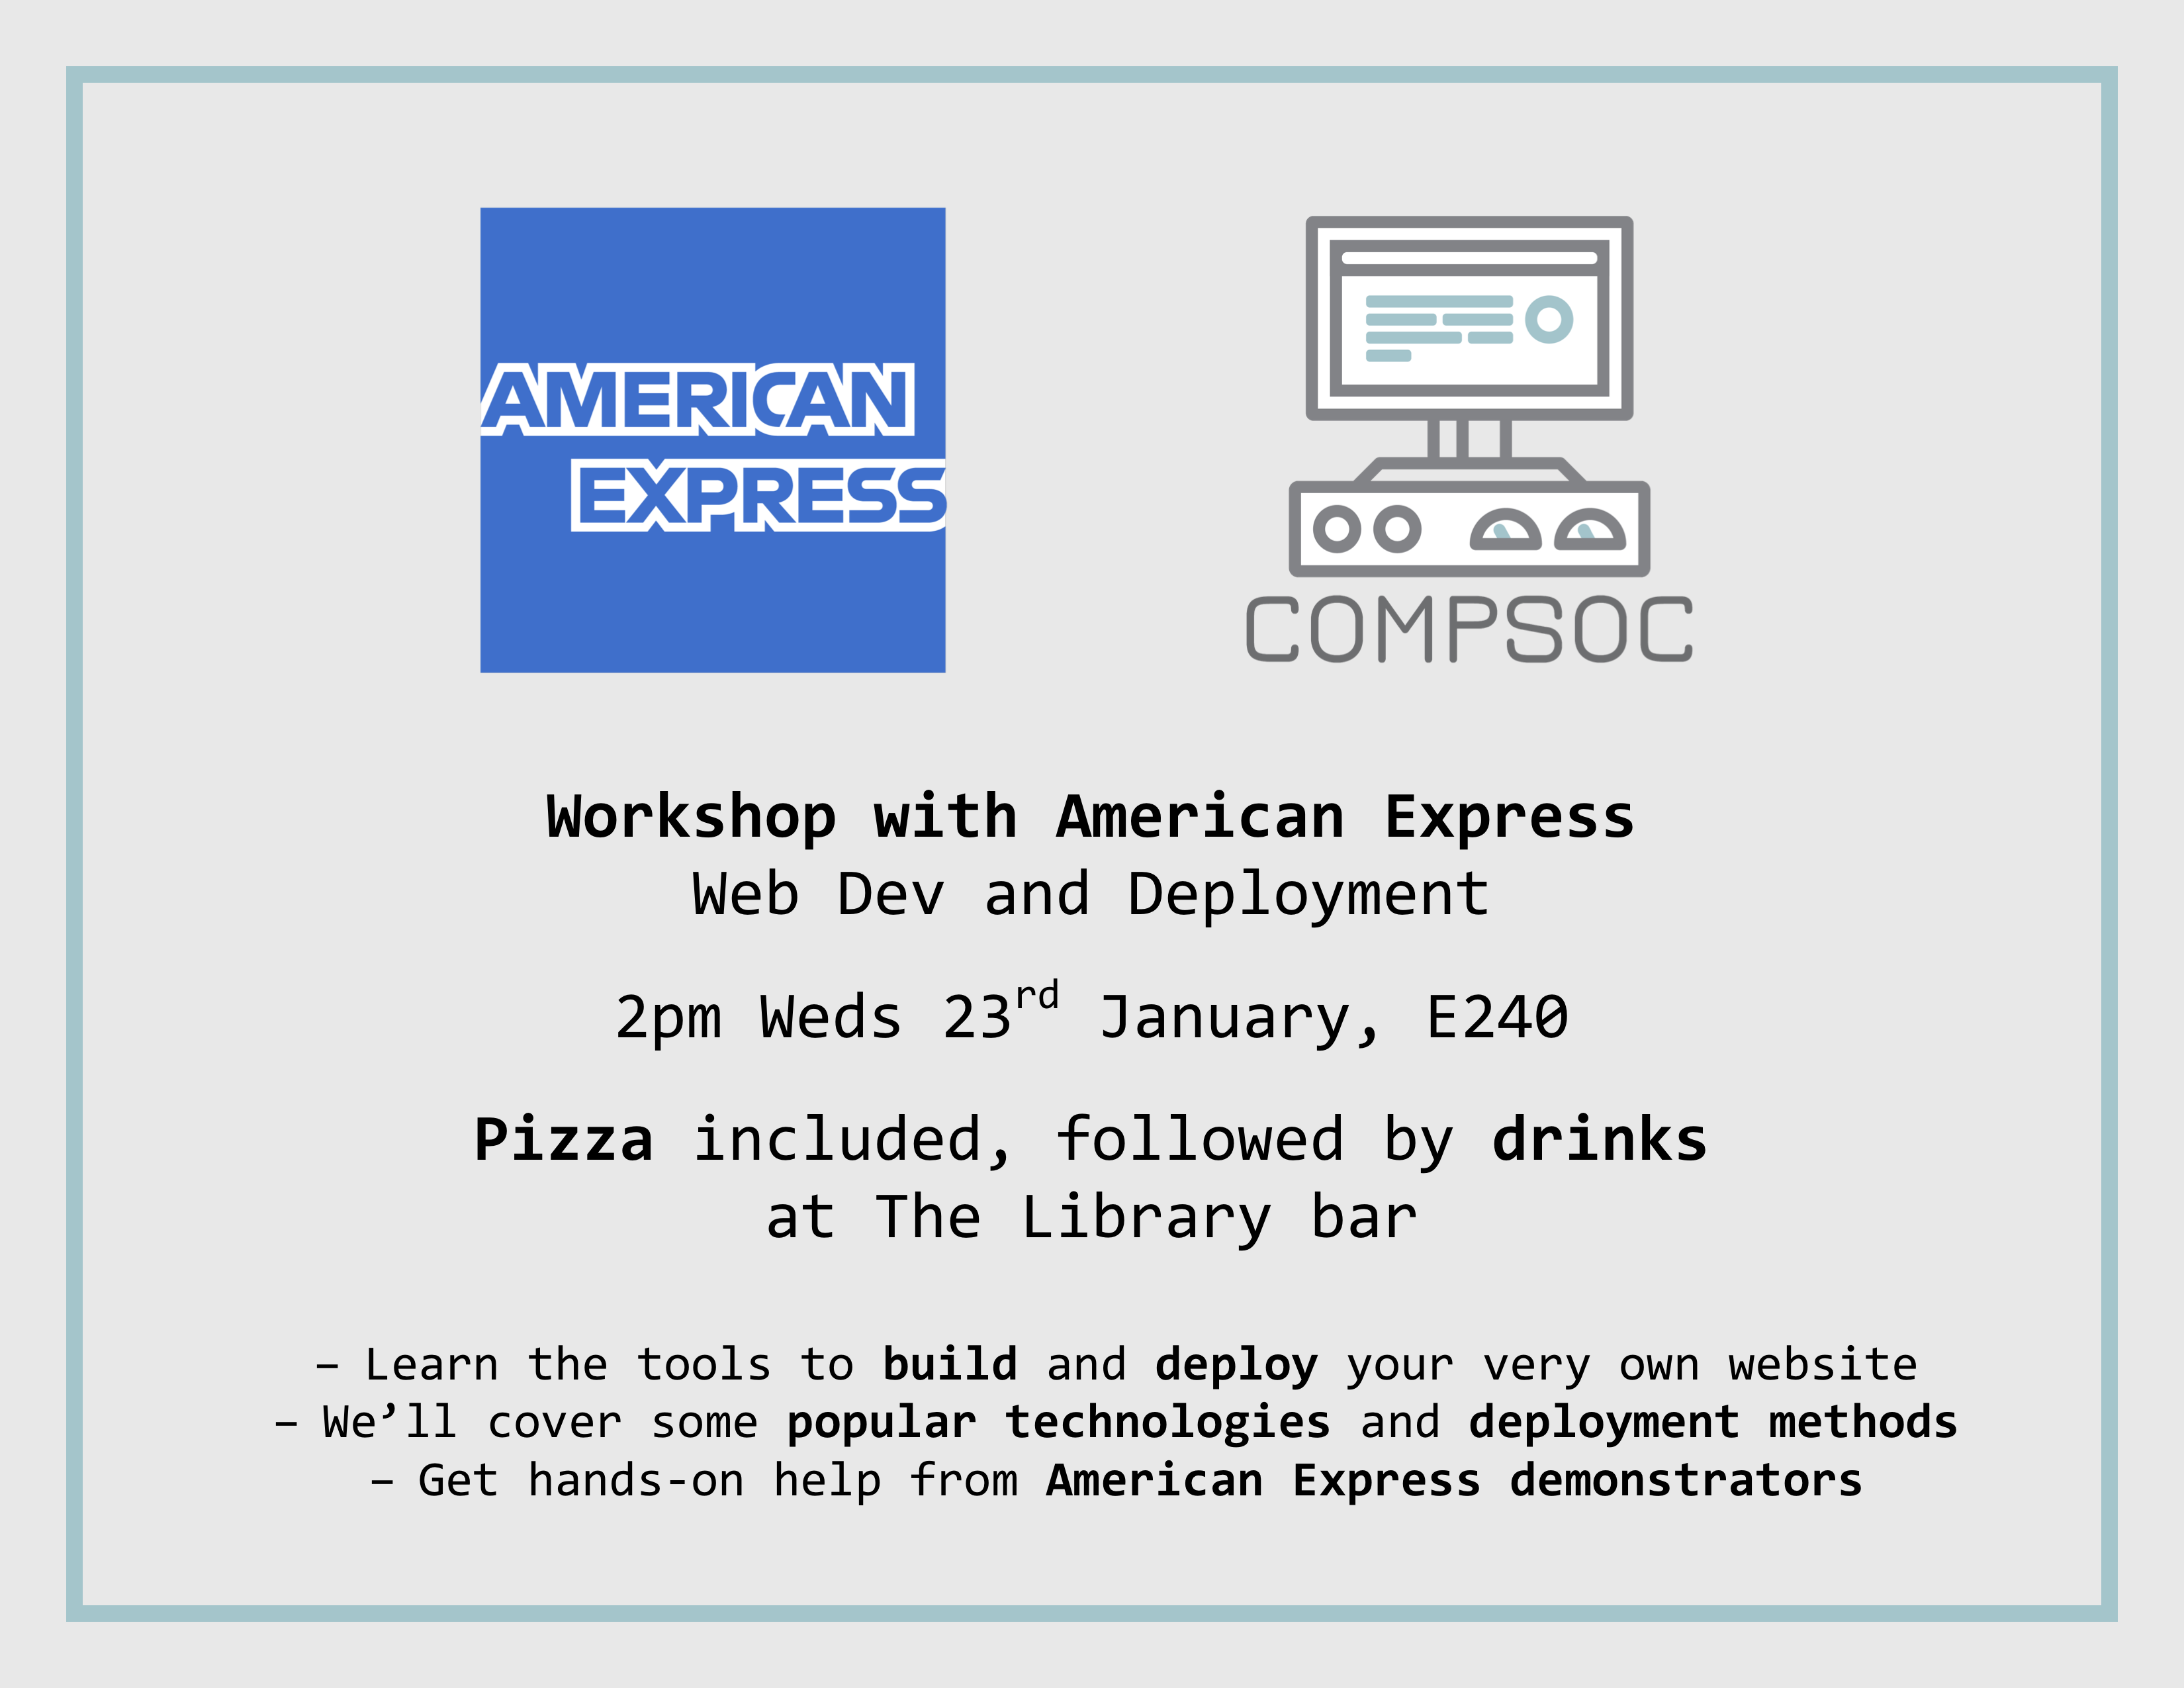 AMERICAN
EXPRESS
COMPSOC
Workshop with American Express
Web Dev and Deployment
2pm Weds 23rd January, E240
Pizza included, followed by drinks
at The Library bar
– Learn the tools to build and deploy your very own website
– We’ll cover some popular technologies and deployment methods
– Get hands-on help from American Express demonstrators